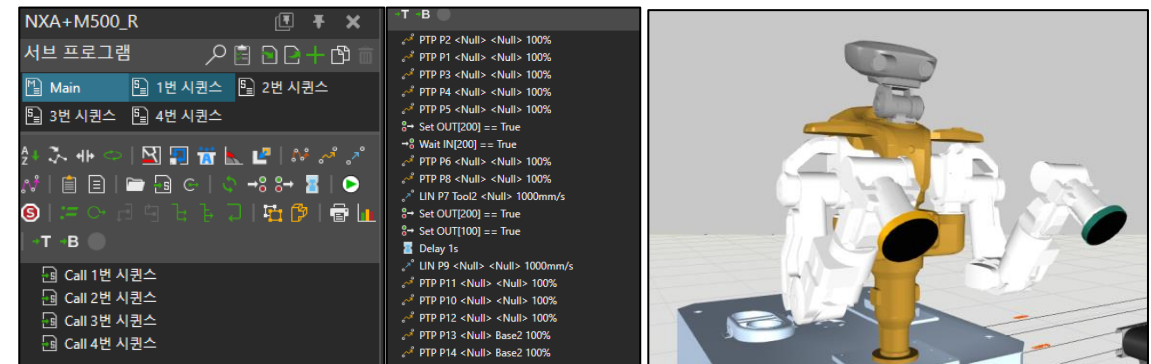 NXA+M500_R
서브 프로그램
Main 1번 시퀀스 2번 시퀀스
3번 시퀀스 4번 시퀀스
T B
Call 1번 시퀀스
Call 2번 시퀀스
Call 3번 시퀀스
Call 4번 시퀀스
T B
PTP P2 <Null> <Null> 100%
PTP P1 <Null> <Null> 100%
PTP P3 <Null> <Null> 100%
PTP P4 <Null> <Null> 100%
PTP P5 <Null> <Null> 100%
Set OUT[200] == True
Wait IN[200] == True
PTP P6 <Null> <Null> 100%
PTP P8 <Null> <Null> 100%
LIN P7 Tool2 <Null> 1000mm/s
Set OUT[200] == True
Set OUT[100] == True
Delay 1s
LIN P9 <Null> <Null> 1000mm/s
PTP P11 <Null> <Null> 100%
PTP P10 <Null> <Null> 100%
PTP P12 <Null> <Null> 100%
PTP P13 <Null> Base2 100%
PTP P14 <Null> Base2 100%